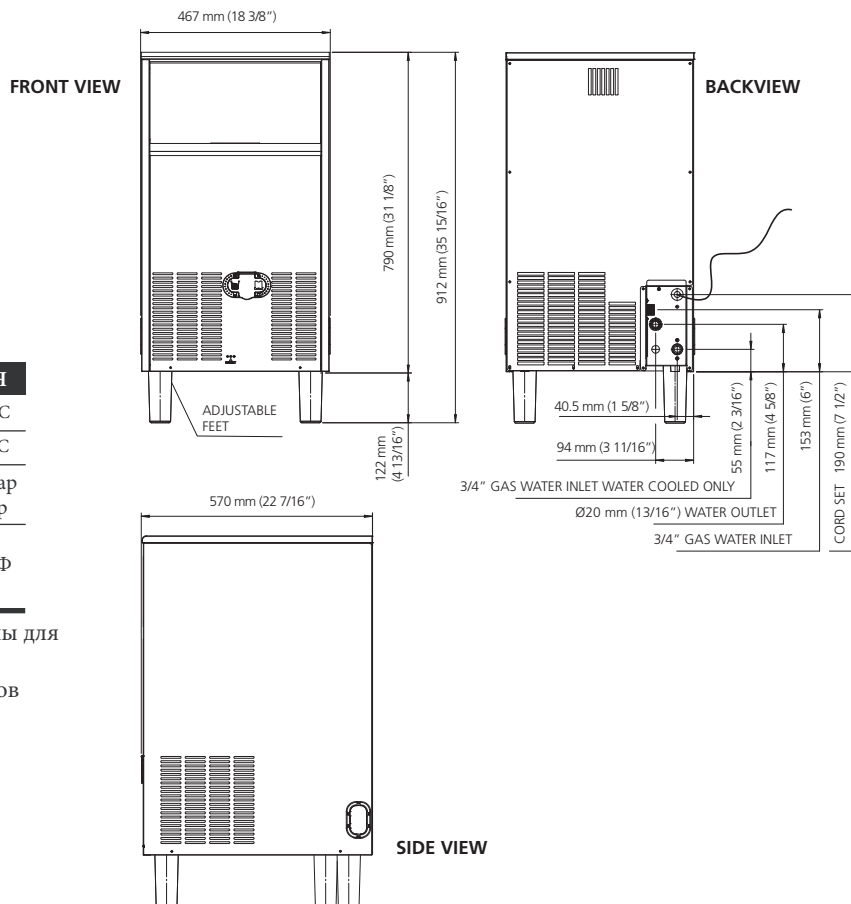 467 mm (18 3/8”)
FRONT VIEW
BACKVIEW
790 mm (31 1/8”)
912 mm (35 15/16”)
Я
С
С
ар
р
Ф
ы для
ов
ADJUSTABLE
FEET
122 mm
(4 13/16”)
40.5 mm (1 5/8”)
94 mm (3 11/16”)
55 mm (2 3/16”)
117 mm (4 5/8”)
153 mm (6”)
CORD SET 190 mm (7 1/2”)
3/4” GAS WATER INLET WATER COOLED ONLY
Ø20 mm (13/16”) WATER OUTLET
3/4” GAS WATER INLET
570 mm (22 7/16”)
SIDE VIEW